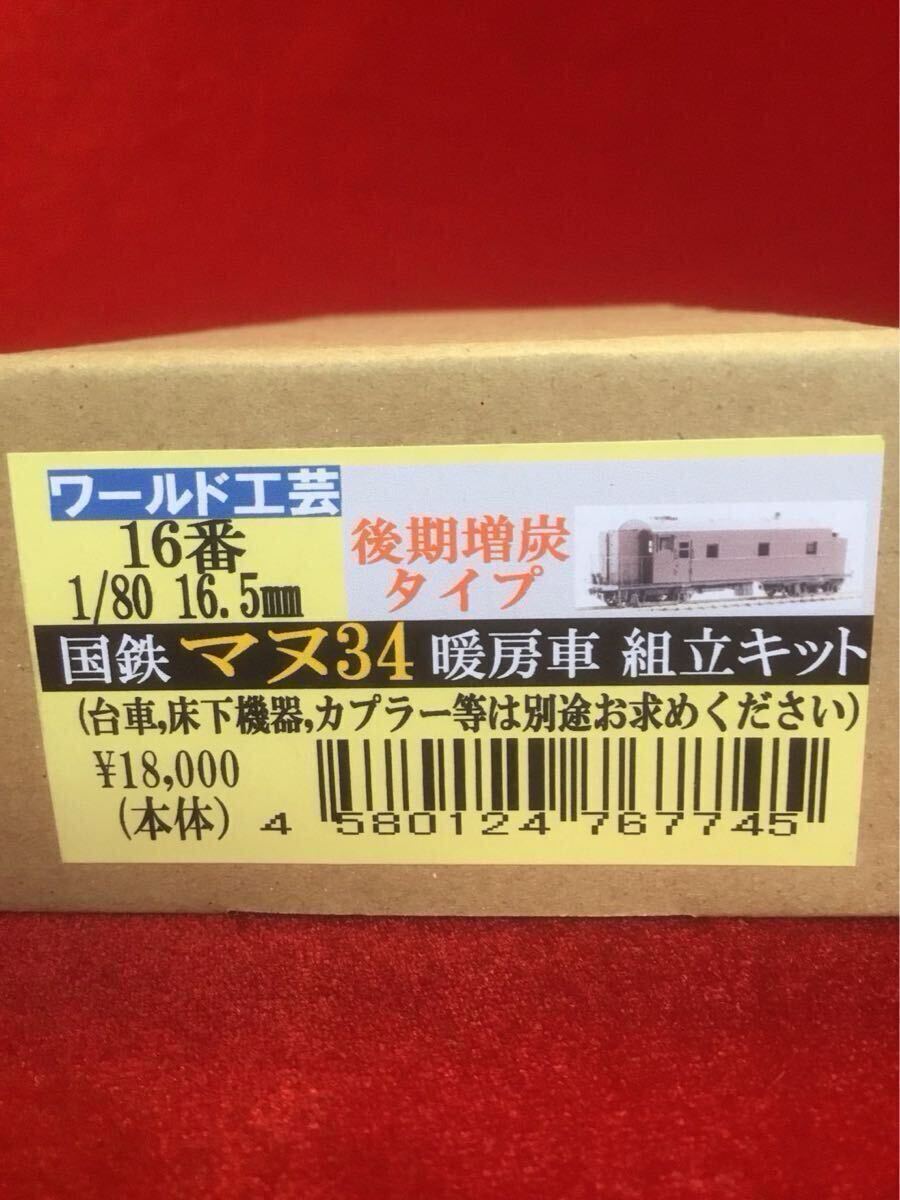 ワールド工芸
16番
1/80 16.5mm
後期増炭
タイプ
国鉄 マヌ34 暖房車 組立キット
(台車,床下機器,カプラー等は別途お求めください)
¥18,000
(本体)
4 580124 767745